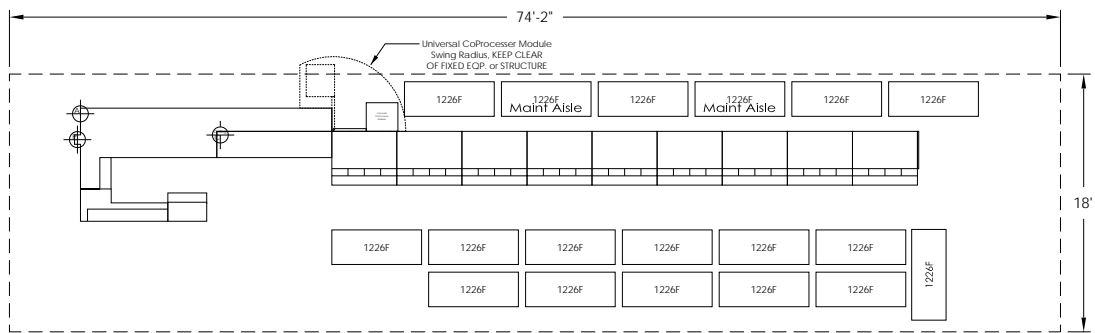 74'-2"
Universal CoProcesser Module
Swing Radius, KEEP CLEAR
OF FIXED EQP. or STRUCTURE
1226F 1226F 1226F 1226F 1226F 1226F
Maint Aisle Maint Aisle
18'
1226F 1226F 1226F 1226F 1226F 1226F
1226F
1226F 1226F 1226F 1226F 1226F